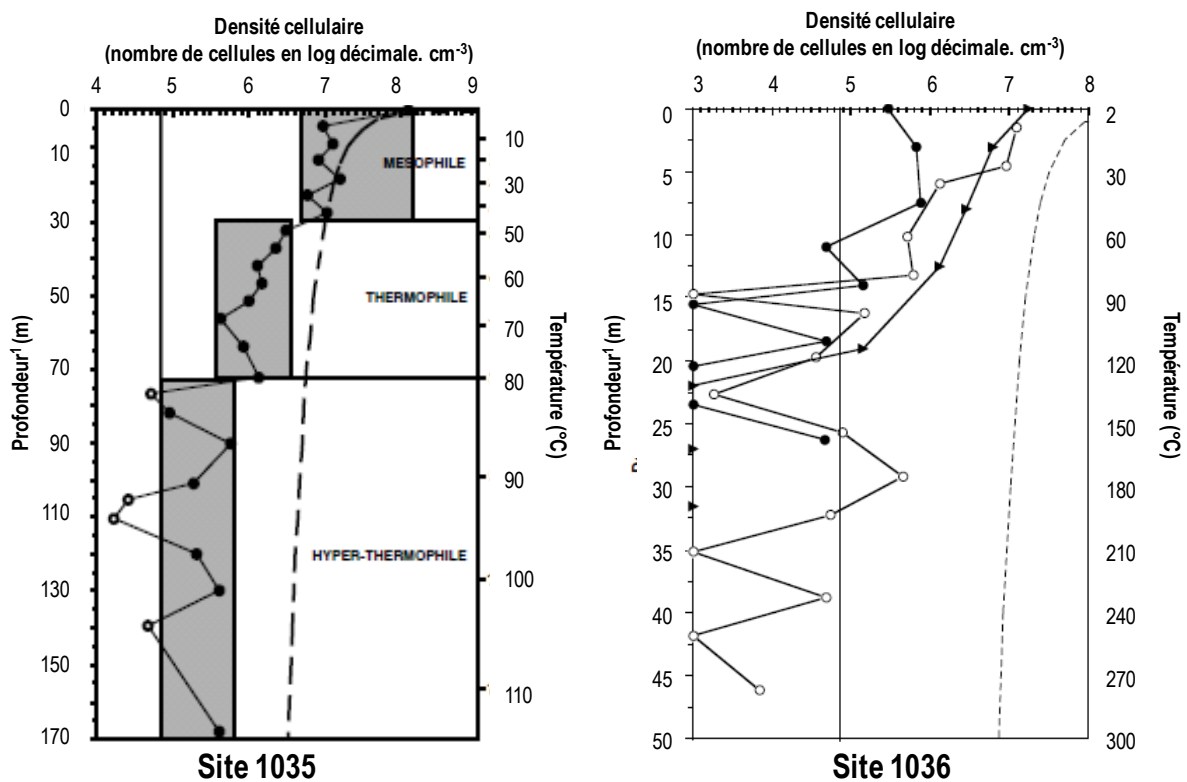 Densité cellulaire
(nombre de cellules en log décimale. cm-3)
4 5 6 7 8 9
0
10
30
50
70
90
110
130
150
170
Profondeur¹ (m)
MESOPHILE
THERMOPHILE
HYPER-THERMOPHILE
10
30
50
60
70
80
90
100
110
Température (°C)
Site 1035
Densité cellulaire
(nombre de cellules en log décimale. cm-3)
3 4 5 6 7 8
0
5
10
15
20
25
30
35
40
45
50
Profondeur¹ (m)
2
30
60
90
120
150
180
210
240
270
300
Température (°C)
Site 1036